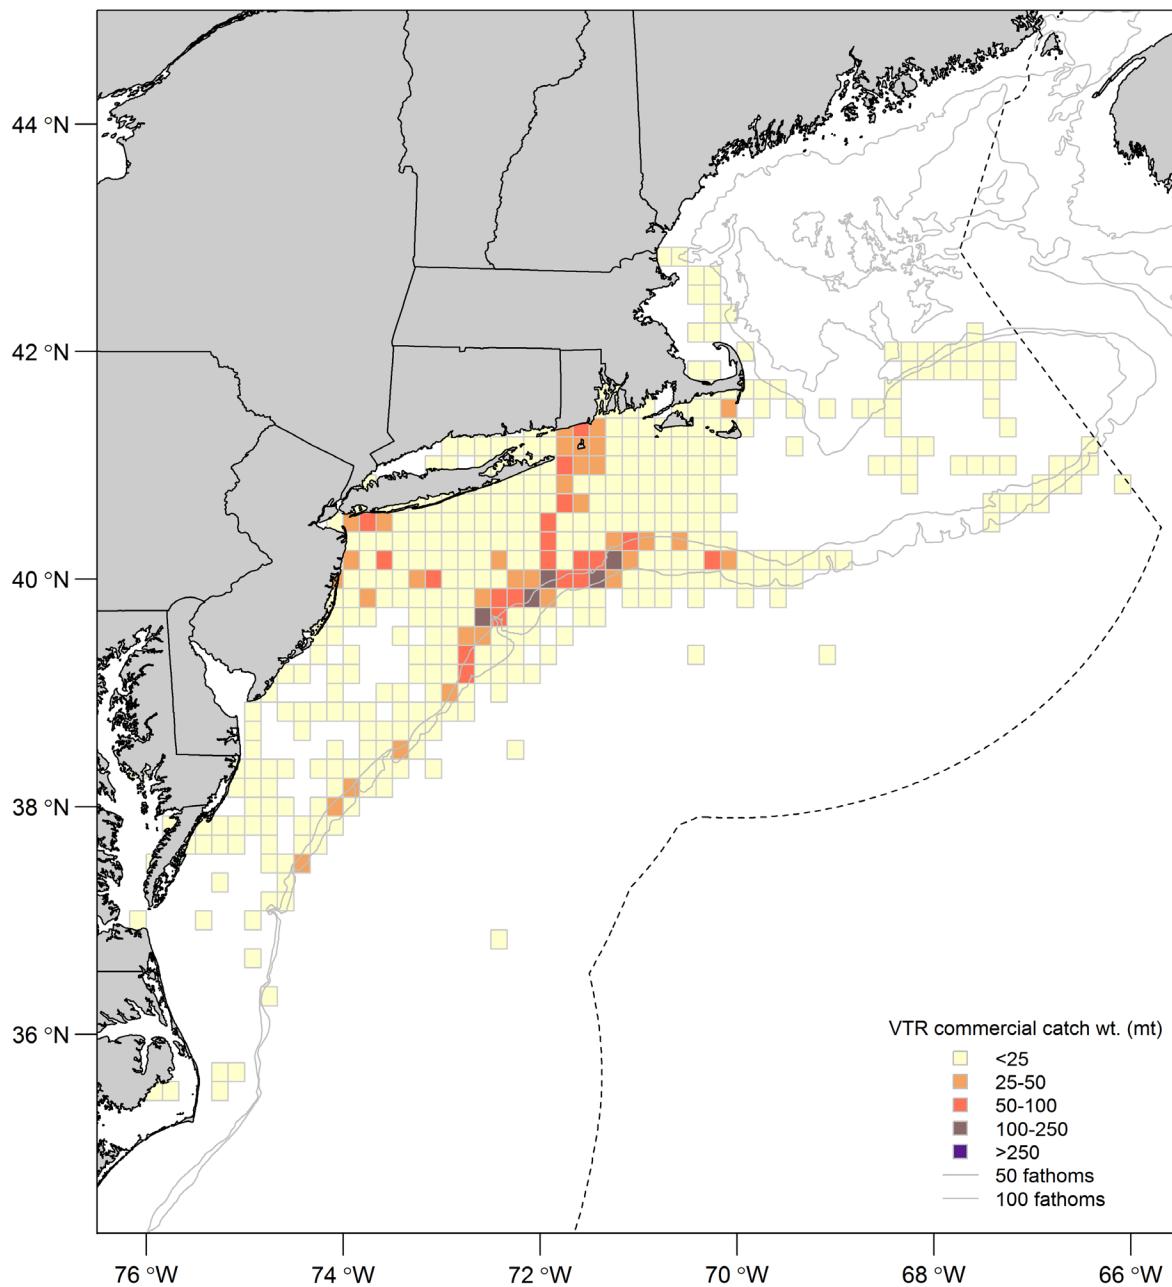 44 °N
42 °N
40 °N
38 °N
36 °N
VTR commercial catch wt. (mt)
<25
25-50
50-100
100-250
>250
50 fathoms
100 fathoms
76 °W 74 °W 72 °W 70 °W 68 °W 66 °W